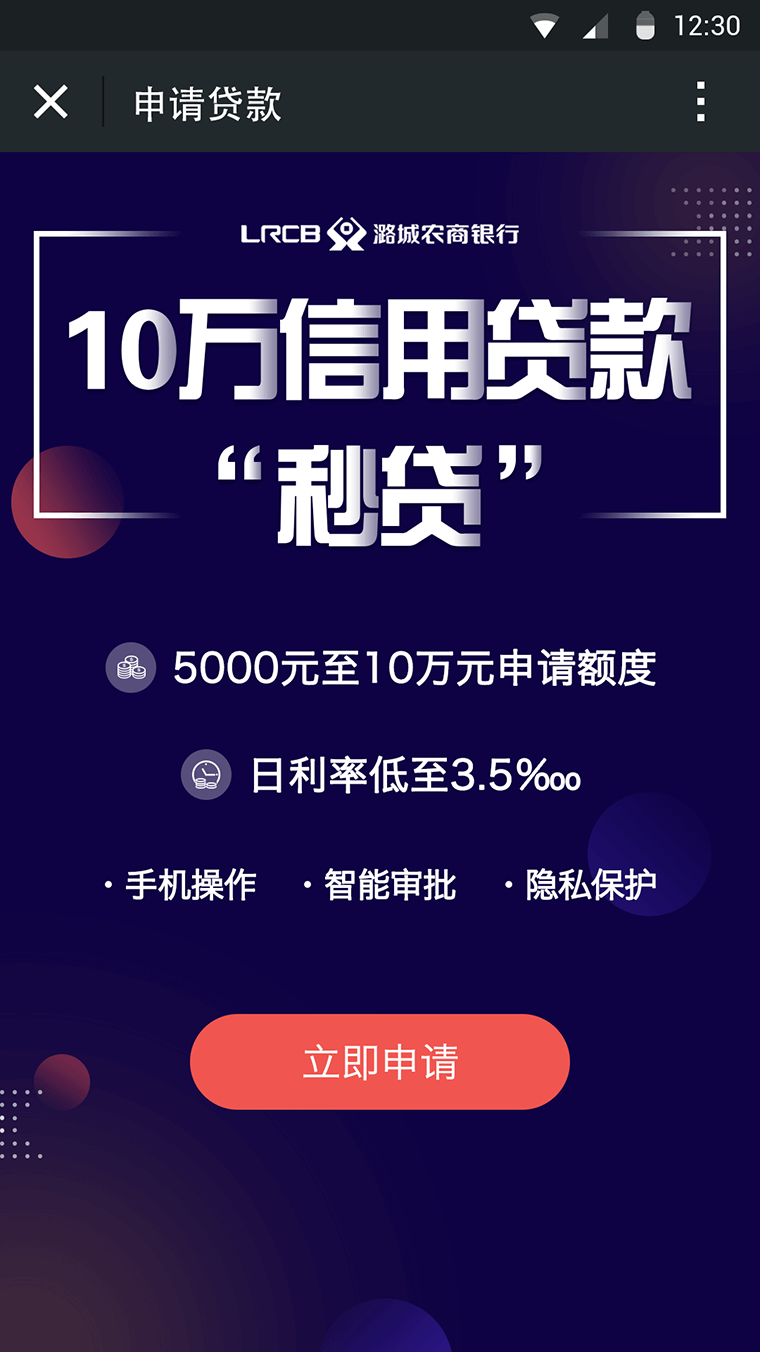 12:30
申请贷款
LRCB 潞城农商银行
10万信用贷款
“秒贷”
5000元至10万元申请额度
日利率低至3.5‱
·手机操作 ·智能审批 ·隐私保护
立即申请